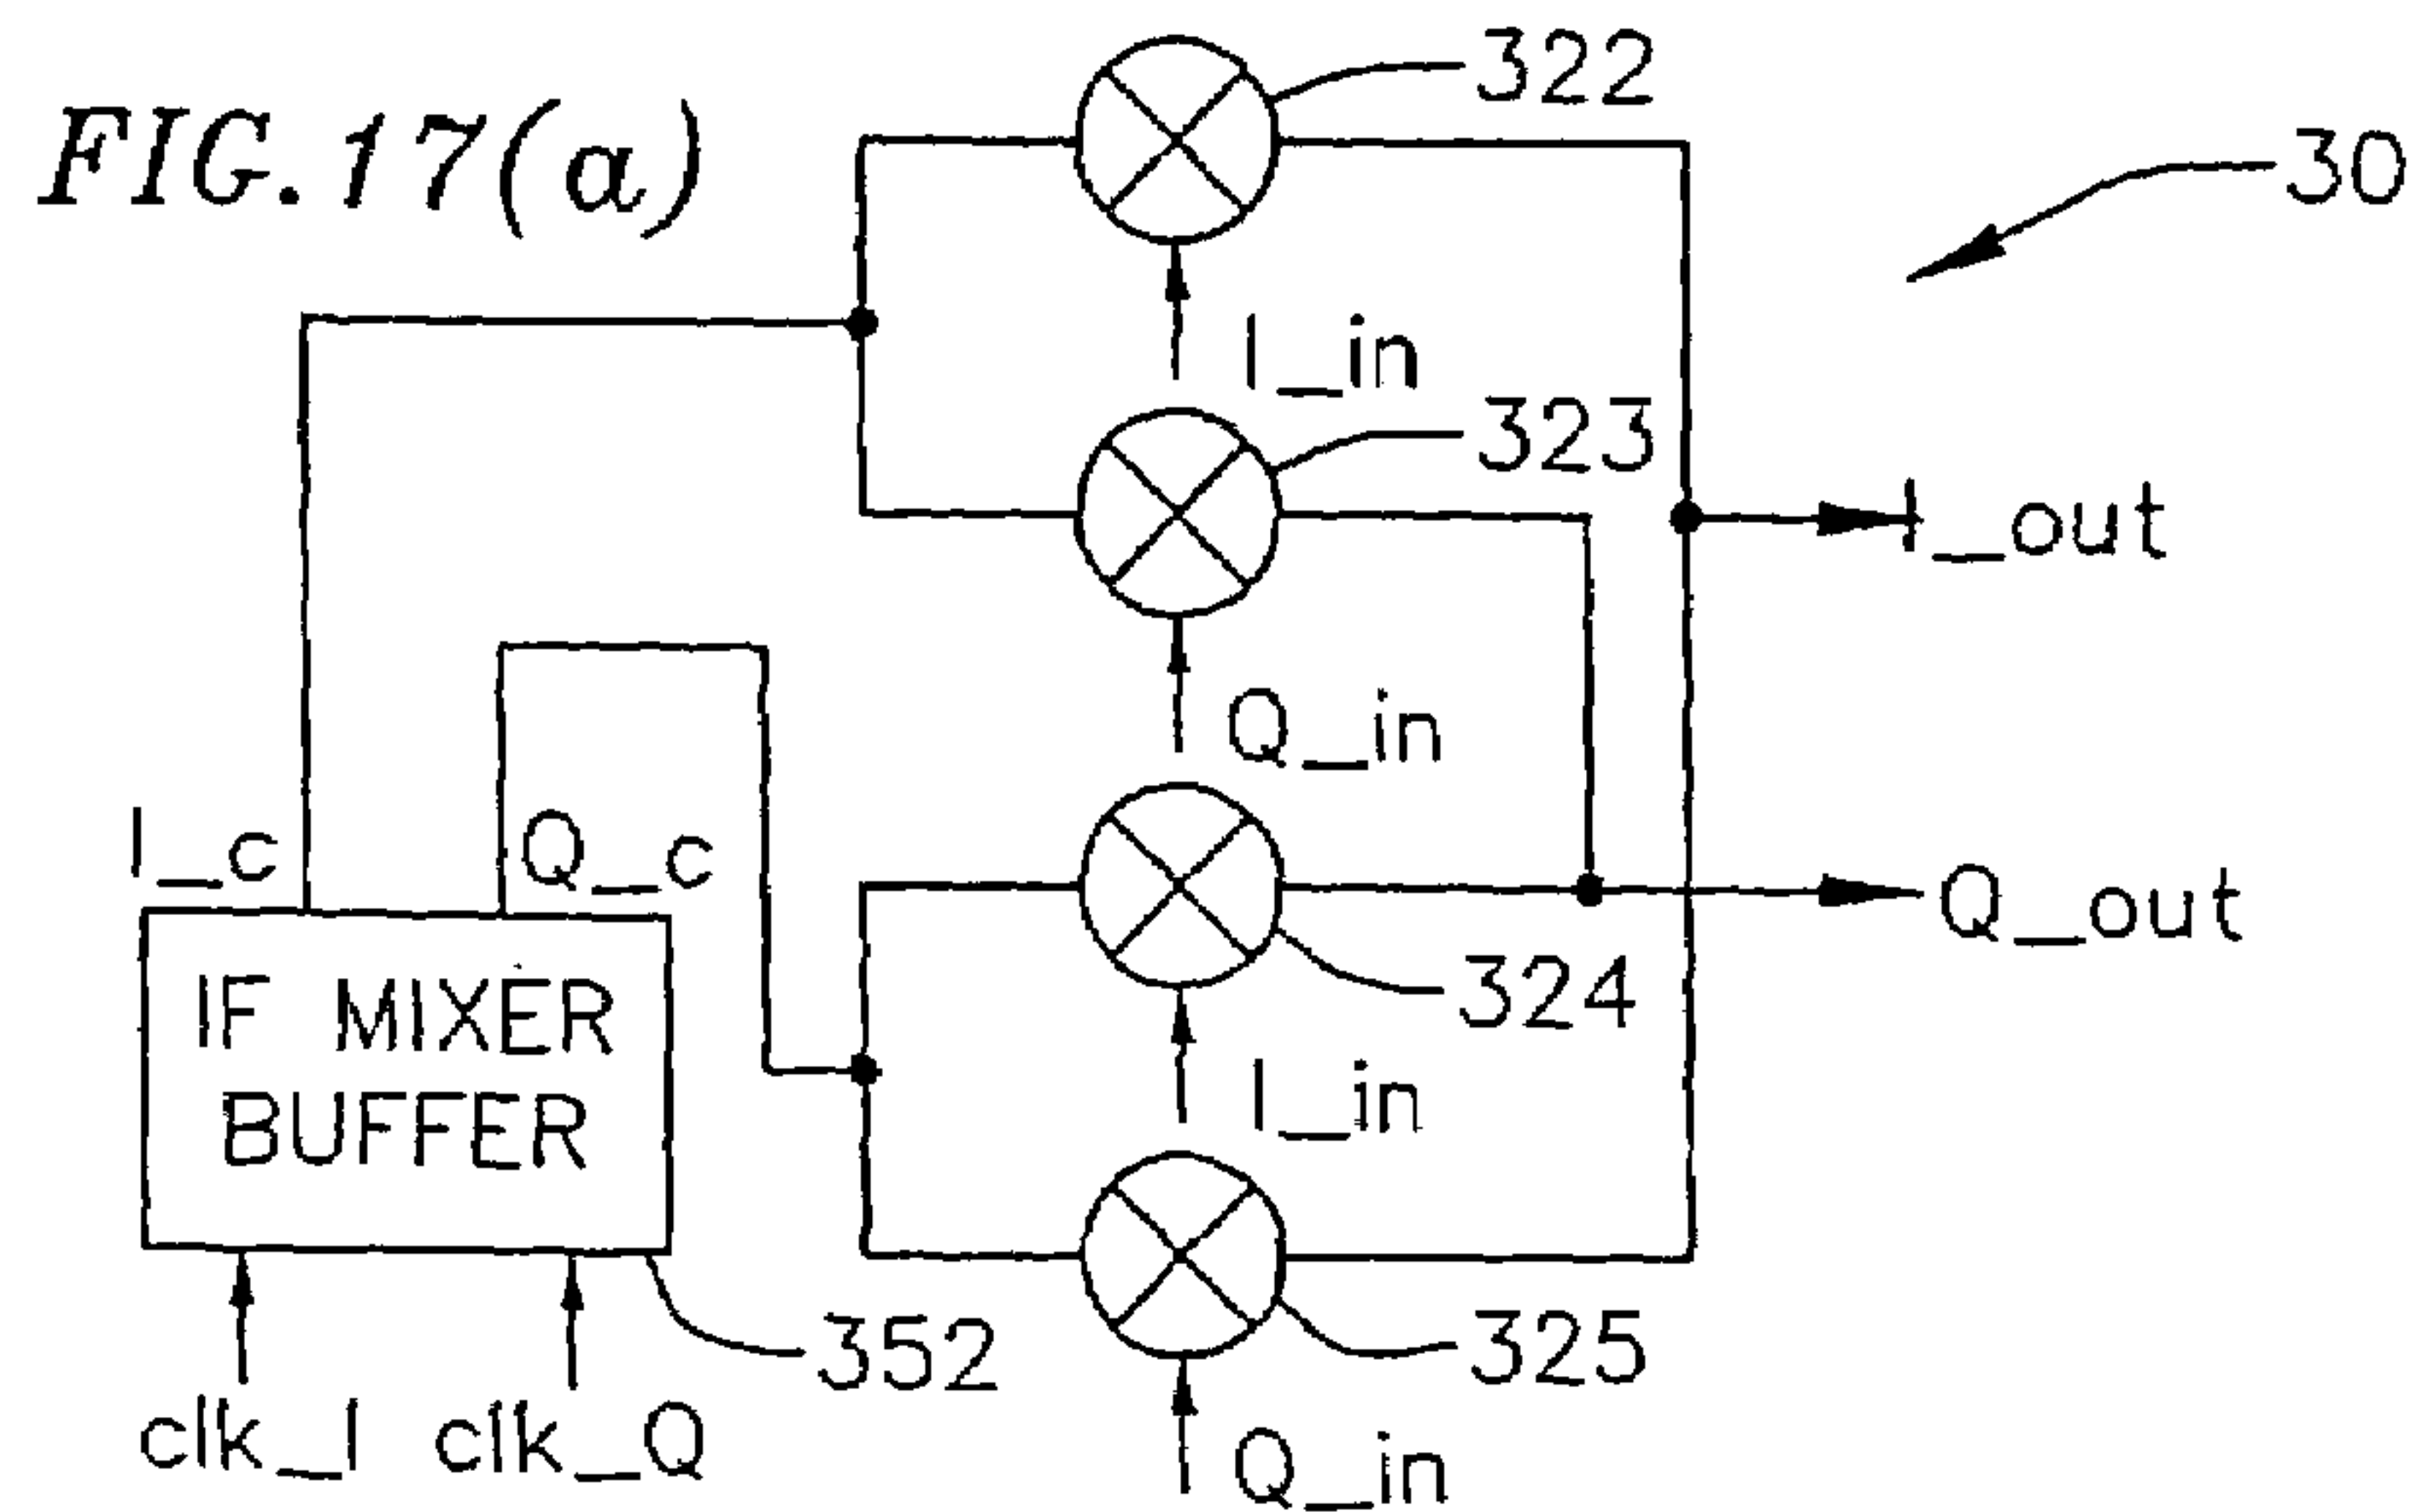 FIG. 17(a)
322
30
I_in
323
I_out
Q_in
I_c
Q_c
Q_out
IF MIXER
BUFFER
324
I_in
352
325
clk_I
clk_Q
Q_in